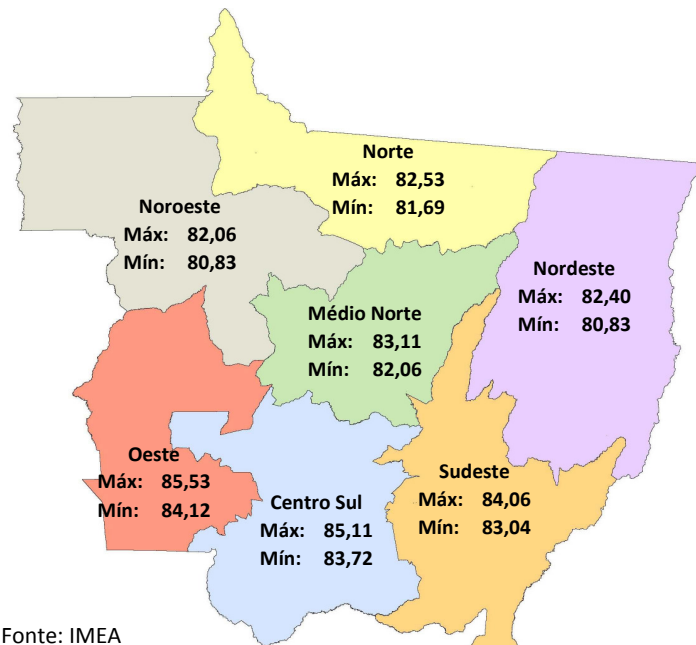 Norte
Máx: 82,53
Mín: 81,69
Noroeste
Máx: 82,06
Mín: 80,83
Nordeste
Máx: 82,40
Mín: 80,83
Médio Norte
Máx: 83,11
Mín: 82,06
Oeste
Máx: 85,53
Mín: 84,12
Centro Sul
Máx: 85,11
Mín: 83,72
Sudeste
Máx: 84,06
Mín: 83,04
Fonte: IMEA